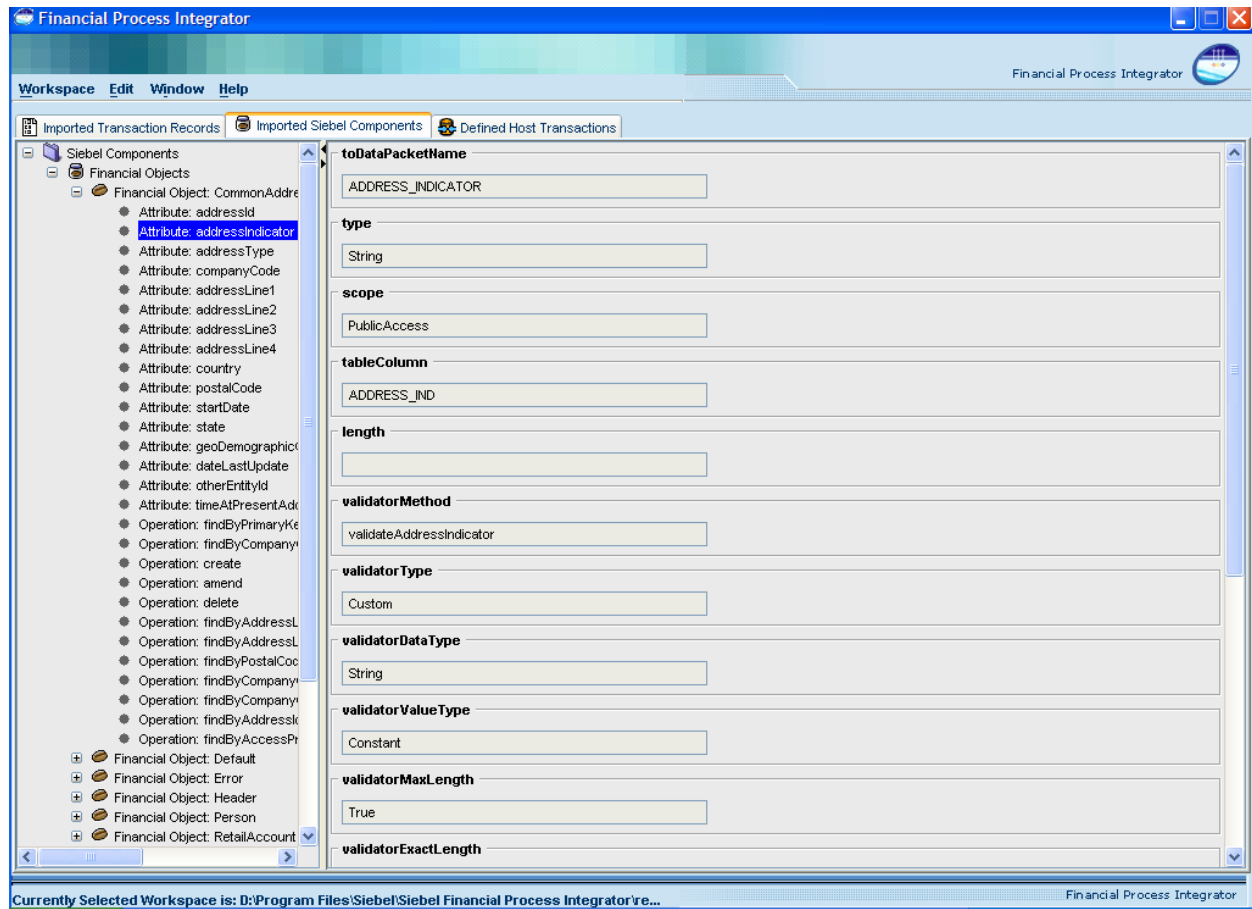 Financial Process Integrator
Financial Process Integrator
Workspace Edit Window Help
Imported Transaction Records Imported Siebel Components Defined Host Transactions
Siebel Components
Financial Objects
Financial Object: CommonAddre
Attribute: addressId
Attribute: addressIndicator
Attribute: addressType
Attribute: companyCode
Attribute: addressLine1
Attribute: addressLine2
Attribute: addressLine3
Attribute: addressLine4
Attribute: country
Attribute: postalCode
Attribute: startDate
Attribute: state
Attribute: geoDemographic
Attribute: dateLastUpdate
Attribute: otherEntityId
Attribute: timeAtPresentAdd
Operation: findByPrimaryKe
Operation: findByCompany
Operation: create
Operation: amend
Operation: delete
Operation: findByAddressL
Operation: findByAddressL
Operation: findByPostalCoc
Operation: findByCompany
Operation: findByCompany
Operation: findByAddressId
Operation: findByAccessPr
Financial Object: Default
Financial Object: Error
Financial Object: Header
Financial Object: Person
Financial Object: RetailAccount
toDataPacketName
ADDRESS_INDICATOR
type
String
scope
PublicAccess
tableColumn
ADDRESS_IND
length
validatorMethod
validateAddressIndicator
validatorType
Custom
validatorDataType
String
validatorValueType
Constant
validatorMaxLength
True
validatorExactLength
Currently Selected Workspace is: D:\Program Files\Siebel\Siebel Financial Process Integrator\re...
Financial Process Integrator